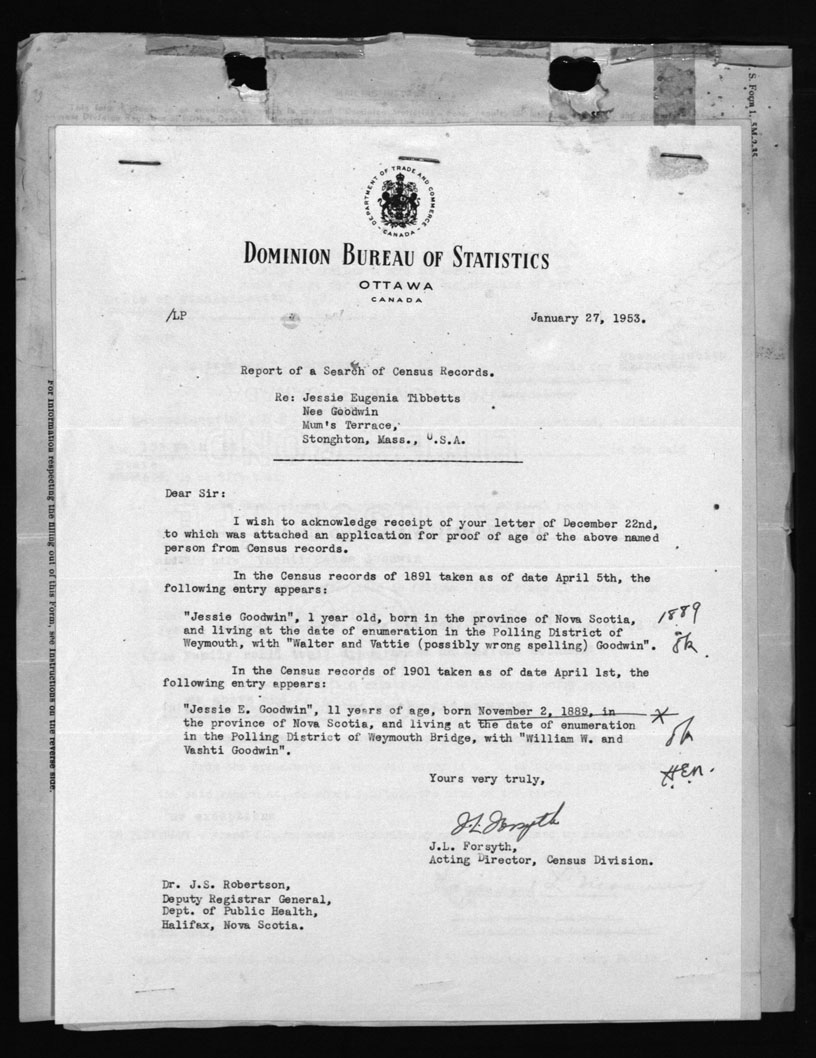 S. Form 1.
DEPARTMENT OF TRADE AND COMMERCE
- CANADA -
DOMINION BUREAU OF STATISTICS
OTTAWA
CANADA
/LP
January 27, 1953.
Report of a Search of Census Records.
Re: Jessie Eugenia Tibbetts
Nee Goodwin
Mum's Terrace,
Stonghton, Mass., U.S.A.
For information respecting the filling out of this Form, see Instructions on the reverse side.
Dear Sir:
I wish to acknowledge receipt of your letter of December 22nd,
to which was attached an application for proof of age of the above named
person from Census records.
In the Census records of 1891 taken as of date April 5th, the
following entry appears:
"Jessie Goodwin", 1 year old, born in the province of Nova Scotia,
and living at the date of enumeration in the Polling District of
Weymouth, with "Walter and Vattie (possibly wrong spelling) Goodwin".
1889
ok
In the Census records of 1901 taken as of date April 1st, the
following entry appears:
"Jessie E. Goodwin", 11 years of age, born November 2, 1889, in
the province of Nova Scotia, and living at the date of enumeration
in the Polling District of Weymouth Bridge, with "William W. and
Vashti Goodwin".
X
ok
Yours very truly,
J.L. Forsyth
J.L. Forsyth,
Acting Director, Census Division.
Dr. J.S. Robertson,
Deputy Registrar General,
Dept. of Public Health,
Halifax, Nova Scotia.